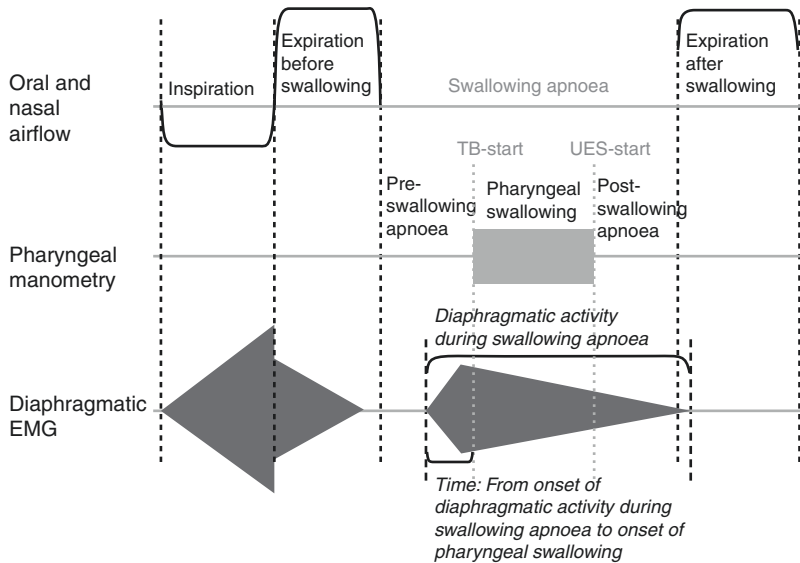 Oral and
nasal
airflow
Inspiration
Expiration
before
swallowing
Swallowing apnoea
Expiration
after
swallowing
TB-start
UES-start
Pharyngeal
manometry
Pre-
swallowing
apnoea
Pharyngeal
swallowing
Post-
swallowing
apnoea
Diaphragmatic
EMG
Diaphragmatic activity
during swallowing apnoea
Time: From onset of
diaphragmatic activity during
swallowing apnoea to onset of
pharyngeal swallowing